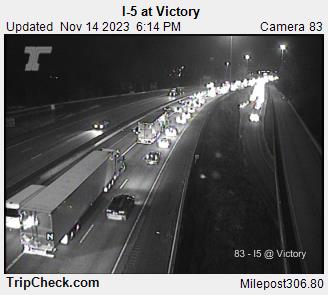 I-5 at Victory
Updated Nov 14 2023 6:14 PM Camera 83
T
83 - I5 @ Victory
TripCheck.com Milepost306.80